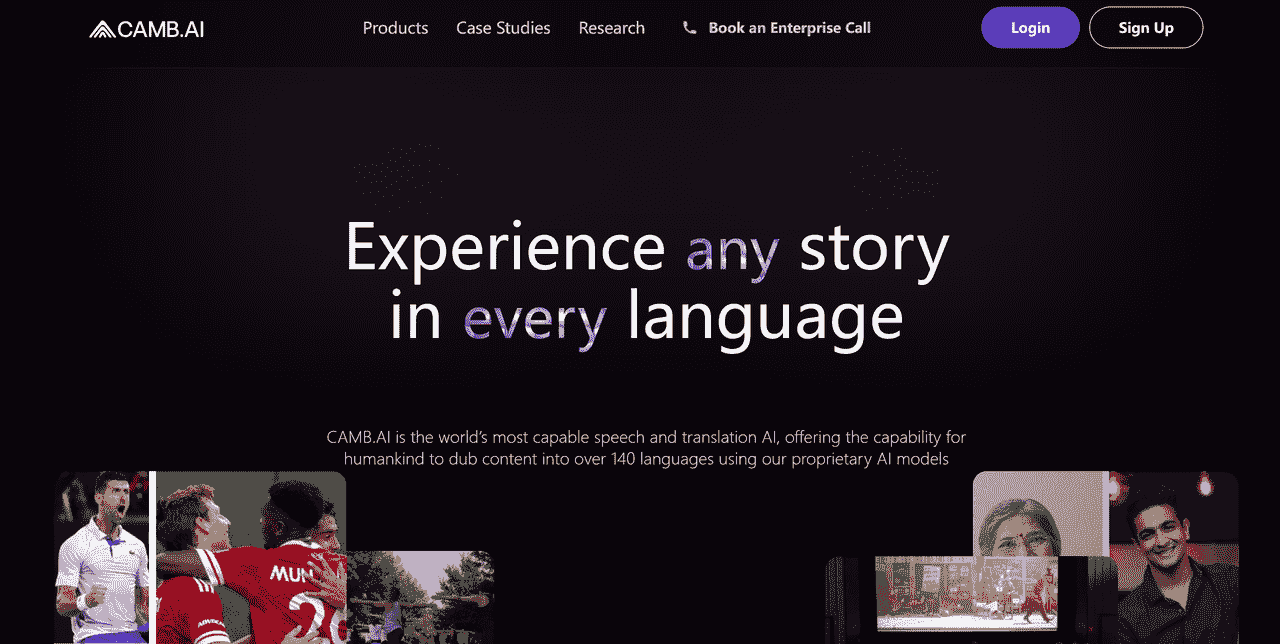 CAMB.AI
Products
Case Studies
Research
Book an Enterprise Call
Login
Sign Up
Experience any story
in every language
CAMB.AI is the world's most capable speech and translation AI, offering the capability for
humankind to dub content into over 140 languages using our proprietary AI models
MUN
2